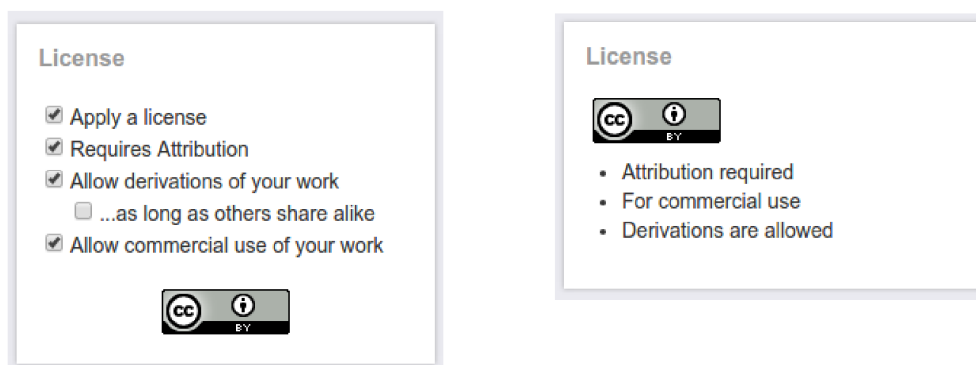 License
Apply a license
Requires Attribution
Allow derivations of your work
...as long as others share alike
Allow commercial use of your work
cc
BY
License
cc
BY
Attribution required
For commercial use
Derivations are allowed